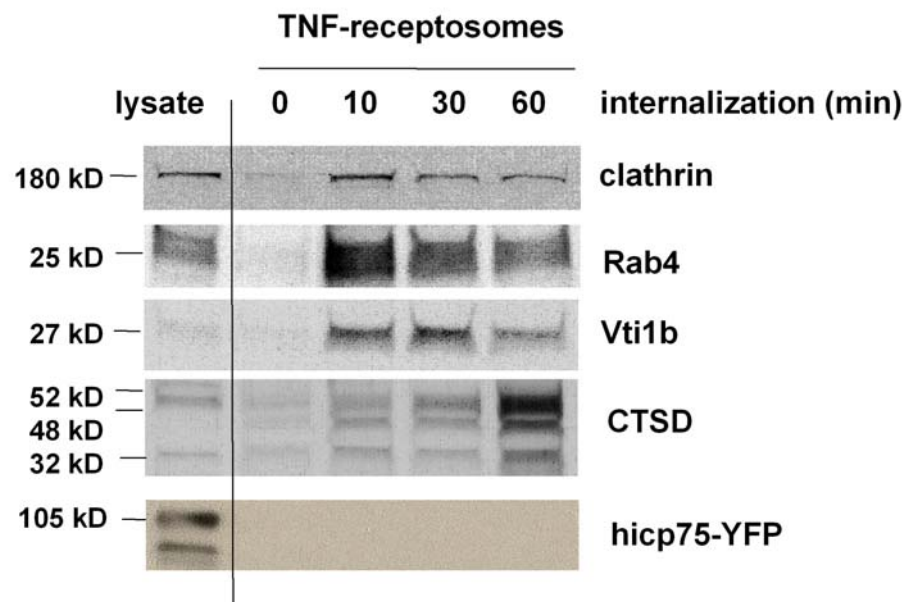 TNF-receptosomes
lysate 0 10 30 60 internalization (min)
180 kD clathrin
25 kD Rab4
27 kD Vti1b
52 kD
48 kD CTSD
32 kD
105 kD hicp75-YFP